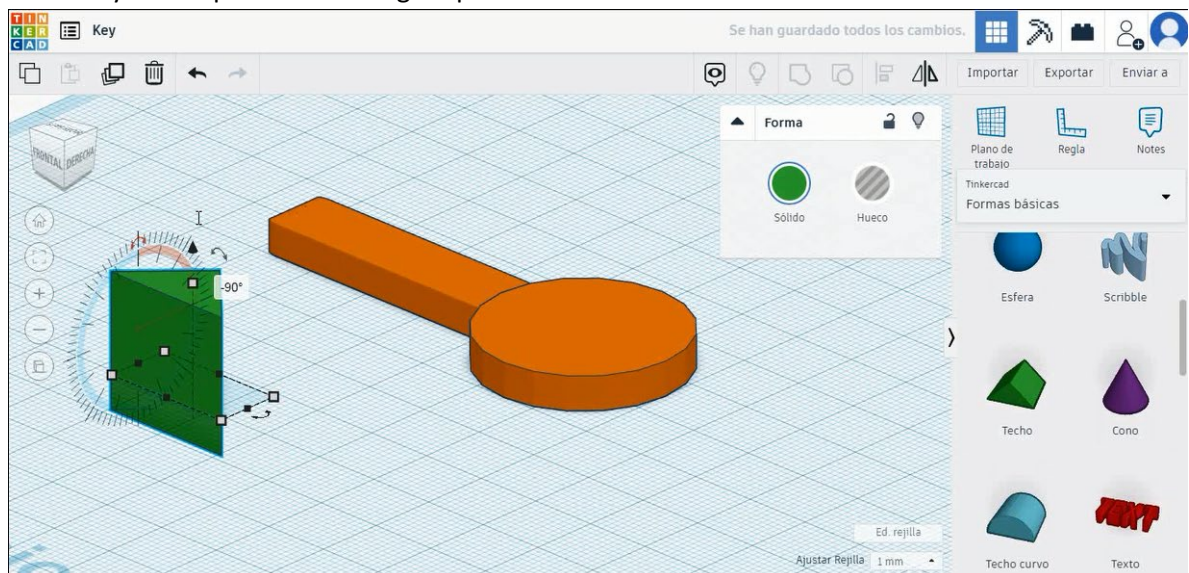 TIN
KER
CAD
Key
Se han guardado todos los cambios.
Importar
Exportar
Enviar a
Forma
Sólido
Hueco
Plano de
trabajo
Regla
Notes
Tinkercad
Formas básicas
FRONTAL
DERECHA
-90°
Esfera
Scribble
Techo
Cono
TEXT
Techo curvo
Texto
Ed. rejilla
Ajustar Rejilla
1 mm